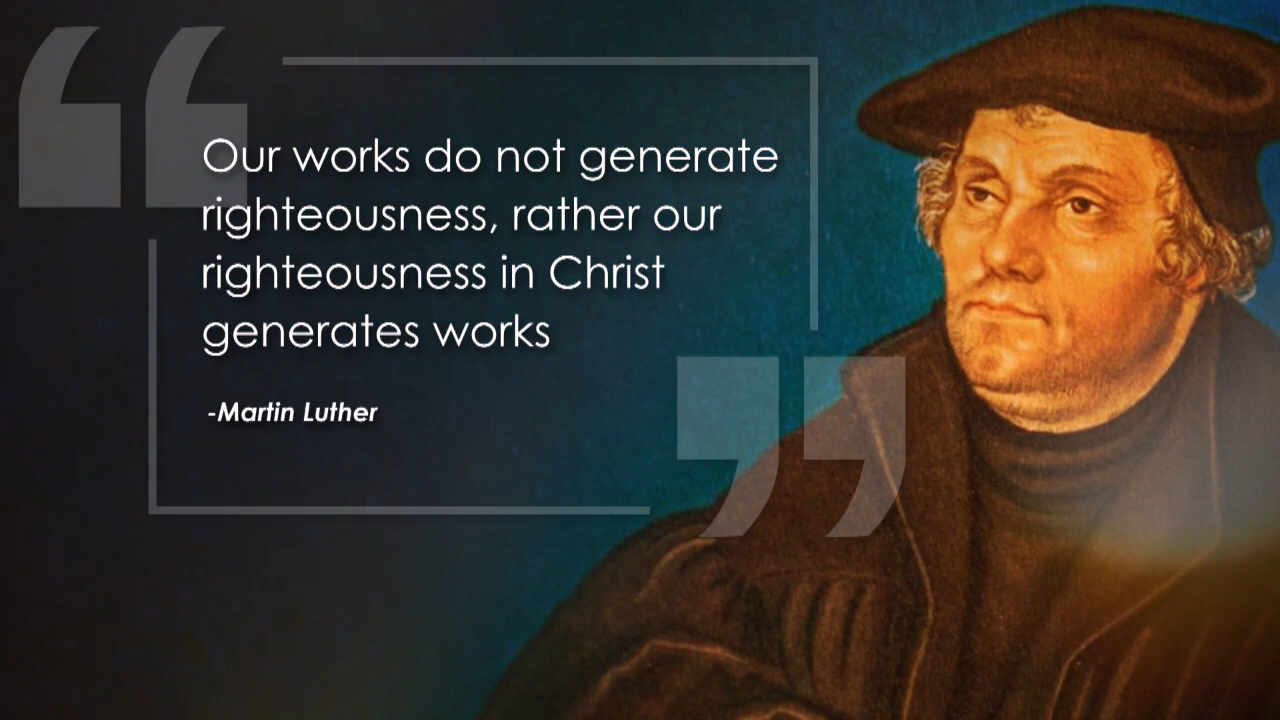 Our works do not generate
righteousness, rather our
righteousness in Christ
generates works
-Martin Luther